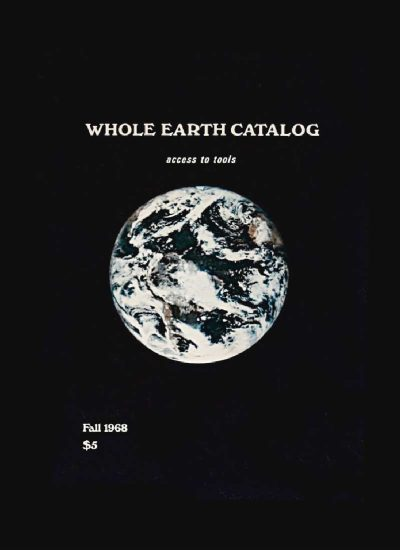 WHOLE EARTH CATALOG
access to tools
Fall 1968
$5